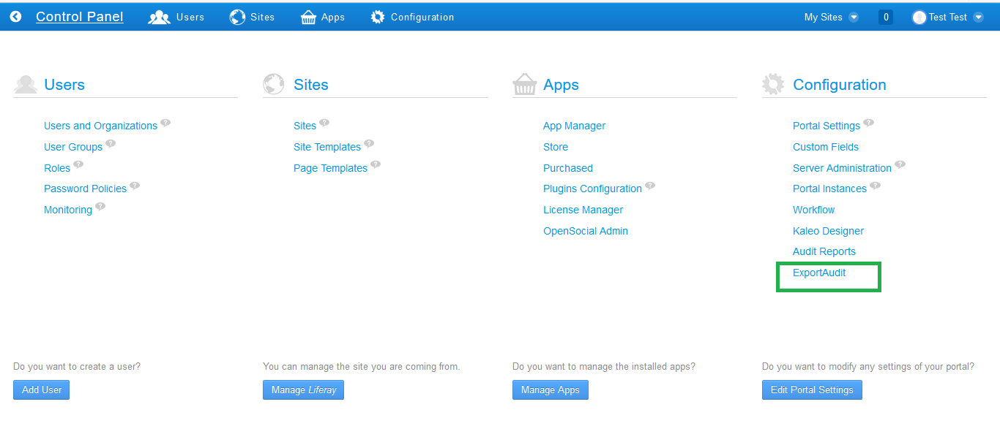 Control Panel Users Sites Apps Configuration My Sites 0 Test Test
Users
Users and Organizations ?
User Groups ?
Roles ?
Password Policies ?
Monitoring ?
Do you want to create a user?
Add User
Sites
Sites ?
Site Templates ?
Page Templates ?
You can manage the site you are coming from.
Manage Liferay
Apps
App Manager
Store
Purchased
Plugins Configuration ?
License Manager
OpenSocial Admin
Do you want to manage the installed apps?
Manage Apps
Configuration
Portal Settings ?
Custom Fields
Server Administration ?
Portal Instances ?
Workflow
Kaleo Designer
Audit Reports
ExportAudit
Do you want to modify any settings of your portal?
Edit Portal Settings